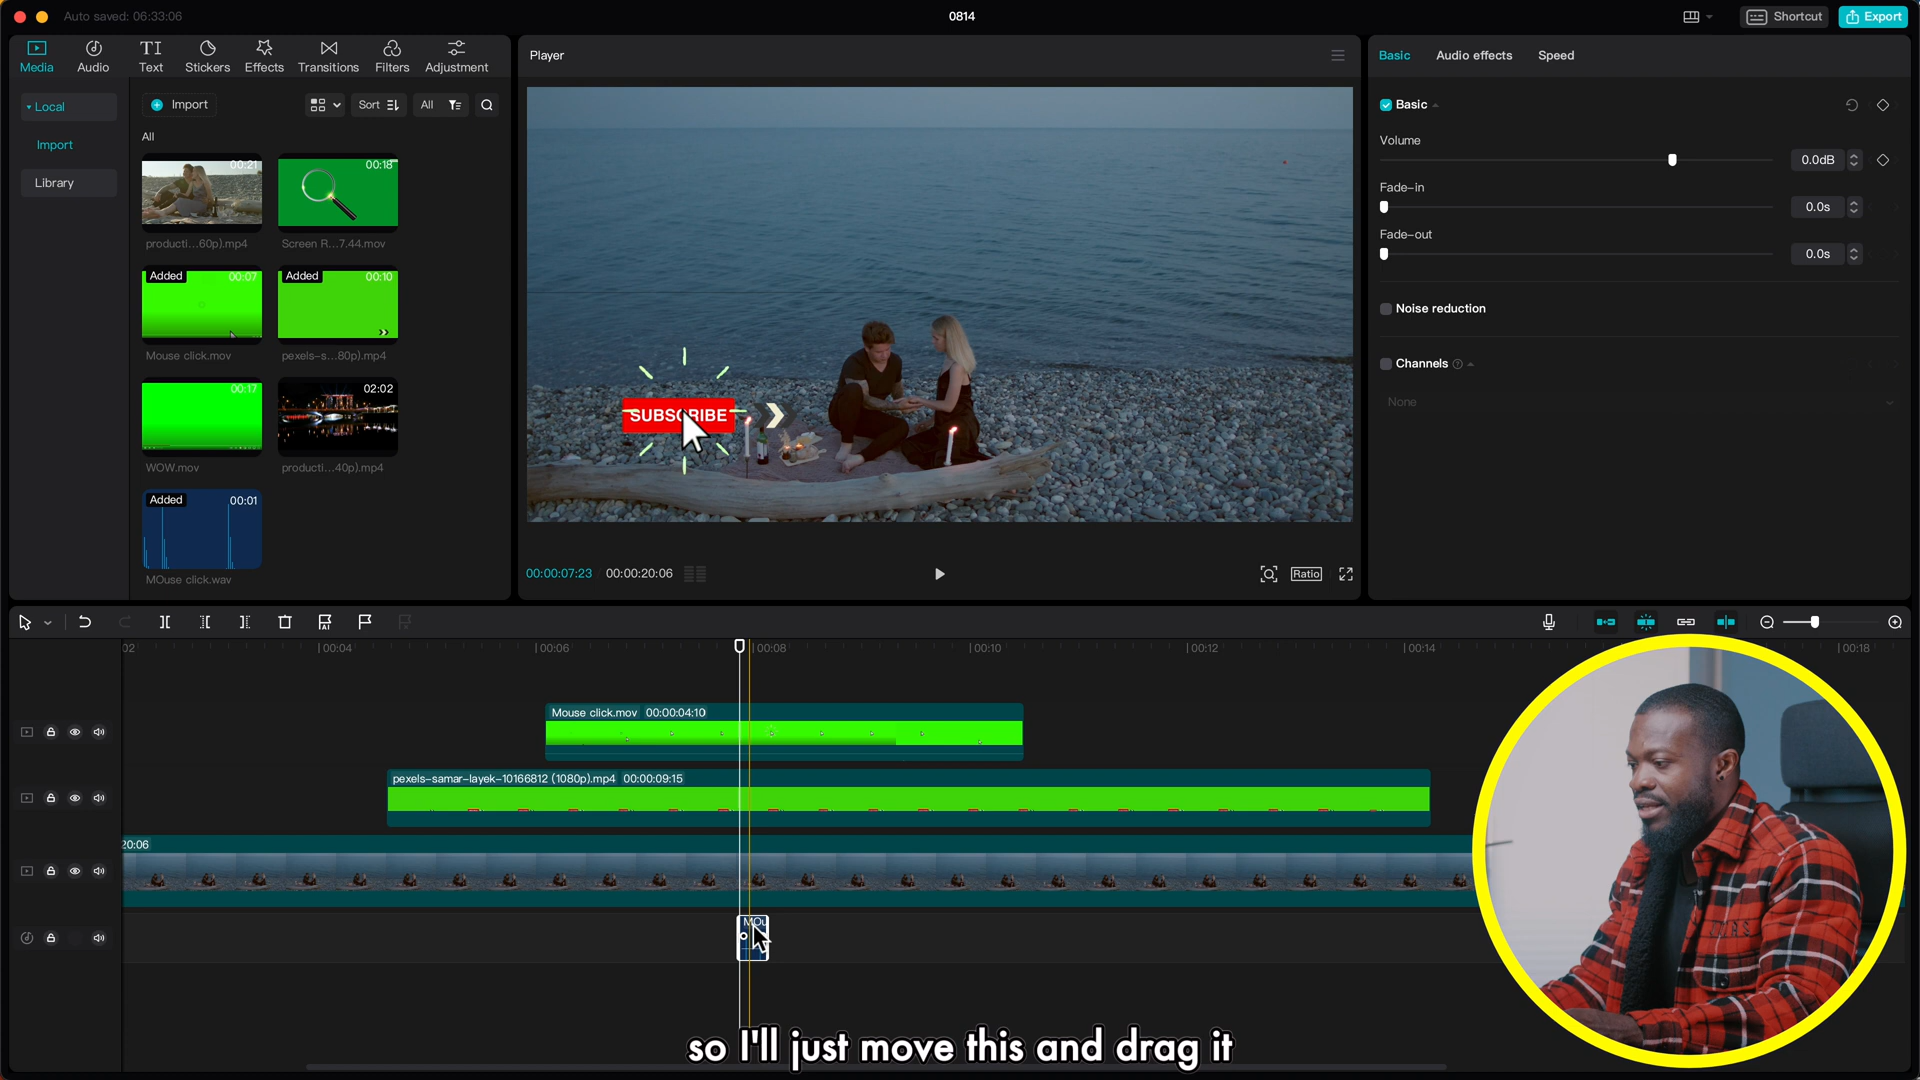 Auto saved: 06:33:06
0814
Shortcut
Export
Media
Audio
TI
Text
Stickers
Effects
Transitions
Filters
Adjustment
Local
Import
Library
Import
Sort
All
All
00:21
producti...60p).mp4
00:18
Screen R...7.44.mov
Added
00:07
Mouse click.mov
Added
00:10
pexels-s...80p).mp4
00:17
WOW.mov
02:02
producti...40p).mp4
Added
00:01
MOuse click.wav
Player
SUBSCRIBE
00:00:07:23
00:00:20:06
Ratio
Basic
Audio effects
Speed
Basic
Volume
0.0dB
Fade-in
0.0s
Fade-out
0.0s
Noise reduction
Channels
None
02
00:04
00:06
00:08
00:10
00:12
00:14
00:18
Mouse click.mov 00:00:04:10
pexels-samar-layek-10166812 (1080p).mp4 00:00:09:15
20:06
MOu
so I'll just move this and drag it